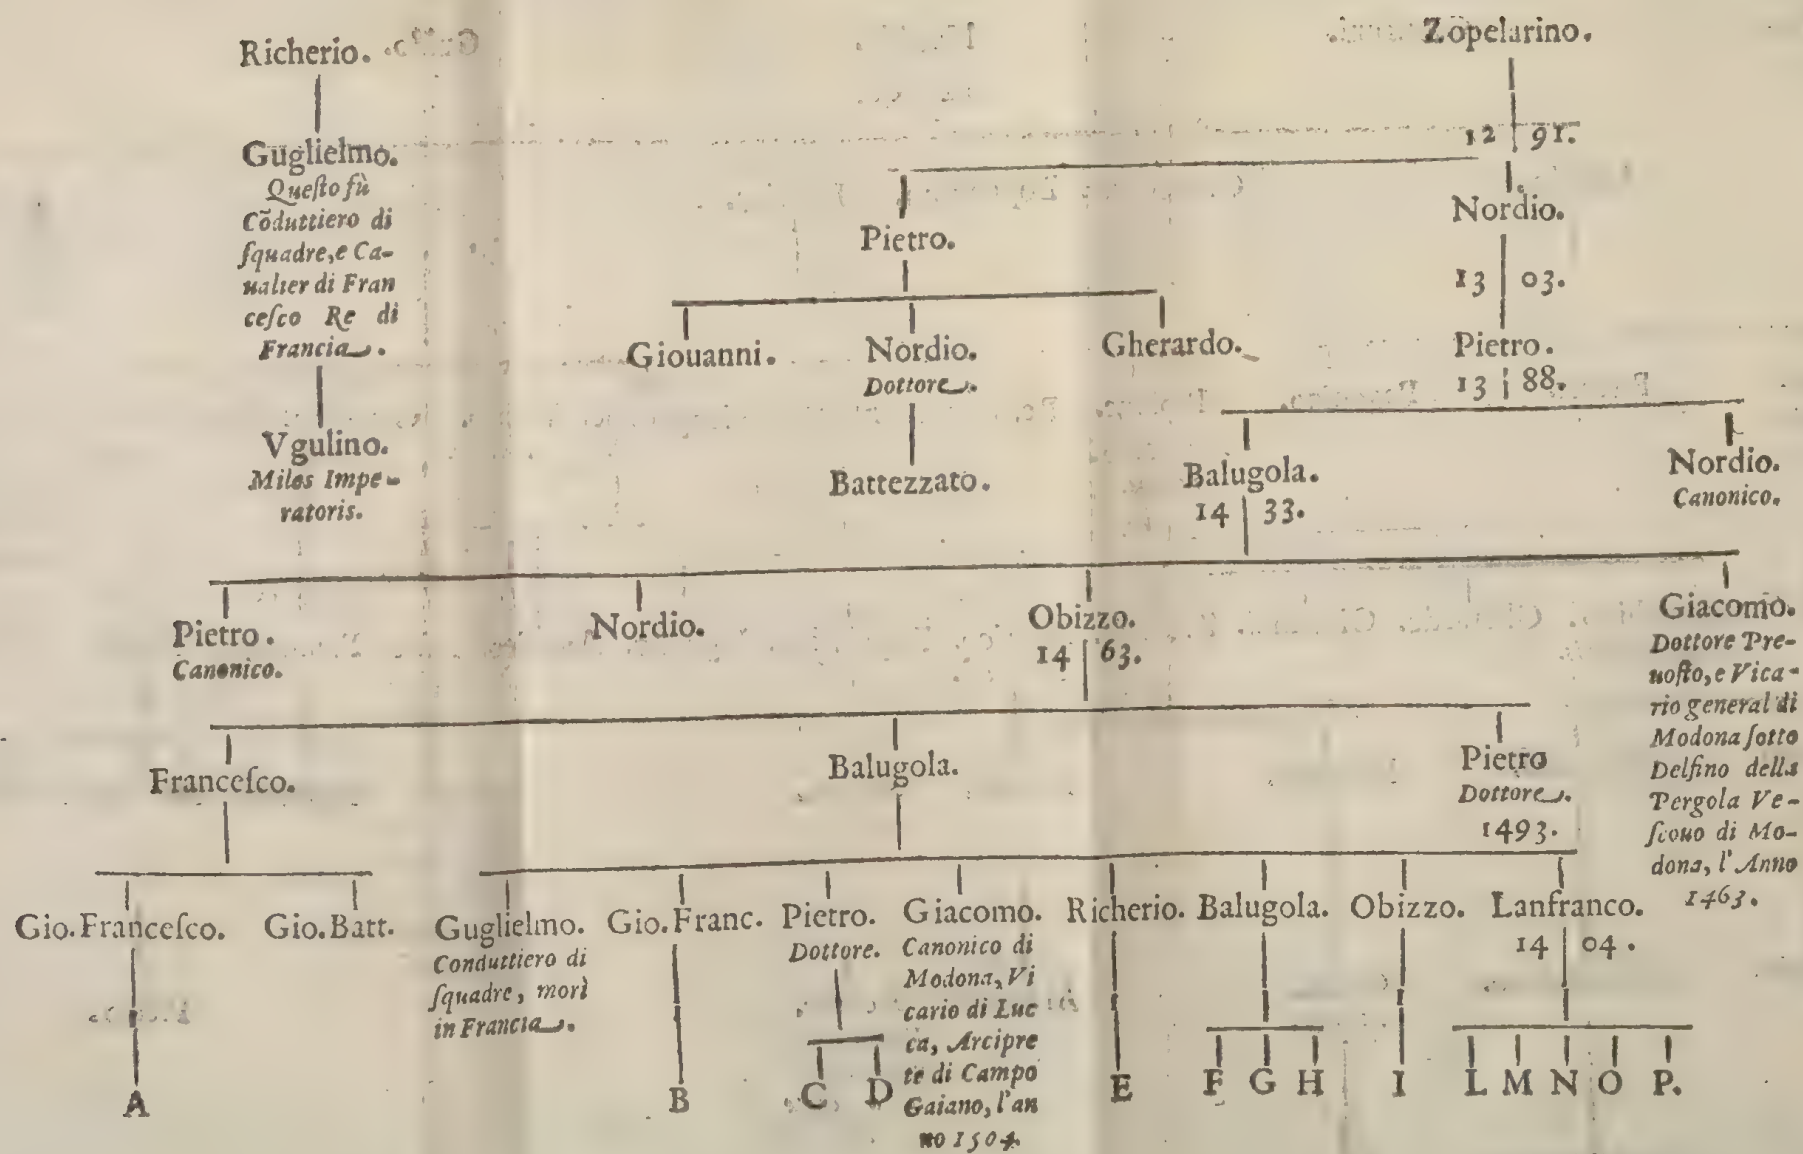 Richerio.
Zopelarino.
12 91.
Guglielmo.
Queſto fù
Cõduttiero di
ſquadre, e Ca-
ualier di Fran
ceſco Re di
Francia.
Nordio.
13 03.
Pietro.
Giouanni.
Nordio.
Dottore.
Gherardo.
Pietro.
13 88.
Vgulino.
Miles Impe-
ratoris.
Battezzato.
Balugola.
14 33.
Nordio.
Canonico.
Pietro.
Canonico.
Nordio.
Obizzo.
14 63.
Giacomo.
Dottore Pre-
uoſto, e Vica-
rio general di
Modona ſotto
Delfino della
Pergola Ve-
ſcouo di Mo-
dona, l'Anno
1463.
Franceſco.
Balugola.
Pietro
Dottore.
1493.
Gio. Franceſco.
Gio. Batt.
Guglielmo.
Conduttiero di
ſquadre, morì
in Francia.
Gio. Franc.
Pietro.
Dottore.
Giacomo.
Canonico di
Modona, Vi
cario di Luc
ca, Arcipre
te di Campo
Gaiano, l'an
no 1504.
Richerio.
Balugola.
Obizzo.
Lanfranco.
14 04.
A
B
C D
E
F G H
I
L M N O P.